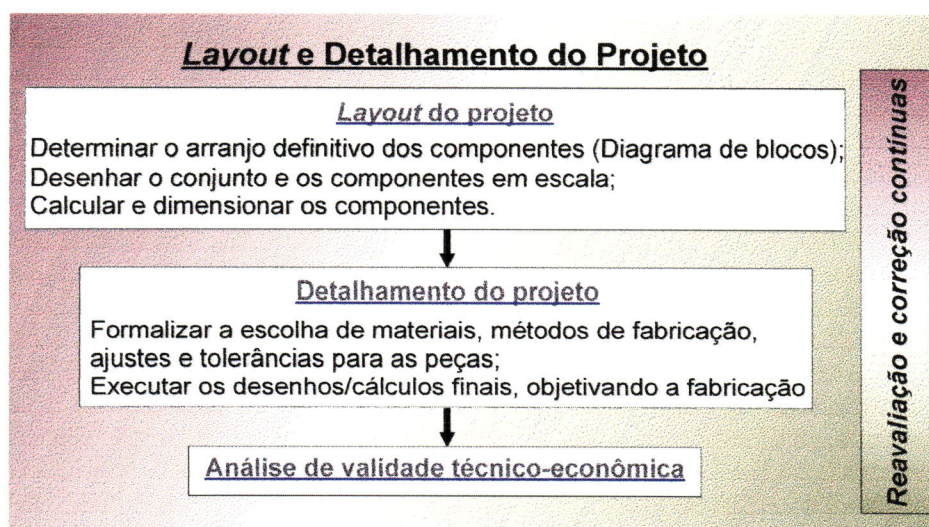 Layout e Detalhamento do Projeto
Layout do projeto
Determinar o arranjo definitivo dos componentes (Diagrama de blocos);
Desenhar o conjunto e os componentes em escala;
Calcular e dimensionar os componentes.
Detalhamento do projeto
Formalizar a escolha de materiais, métodos de fabricação,
ajustes e tolerâncias para as peças;
Executar os desenhos/cálculos finais, objetivando a fabricação
Análise de validade técnico-econômica
Reavaliação e correção contínuas